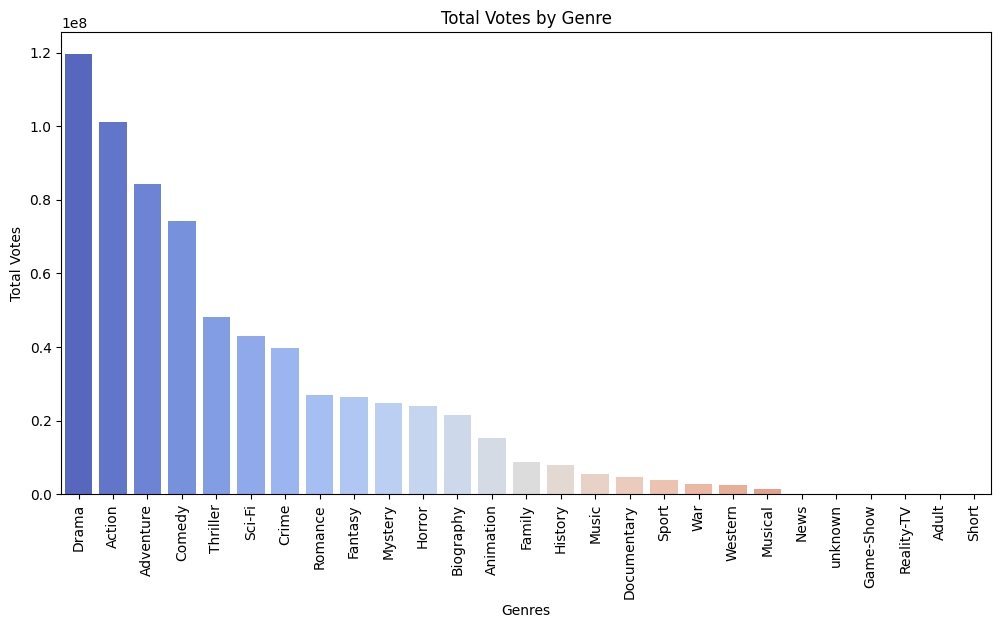 Total Votes by Genre
1e8
1.2
1.0
0.8
0.6
0.4
0.2
0.0
Total Votes
Drama
Action
Adventure
Comedy
Thriller
Sci-Fi
Crime
Romance
Fantasy
Mystery
Horror
Biography
Animation
Family
History
Music
Documentary
Sport
War
Western
Musical
News
unknown
Game-Show
Reality-TV
Adult
Short
Genres